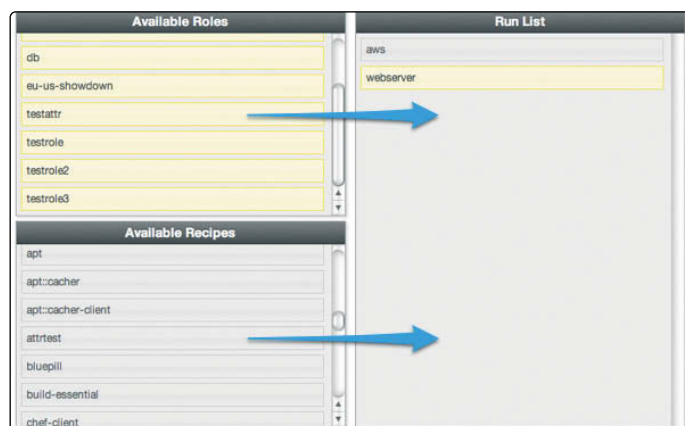 Available Roles
db
eu-us-showdown
testattr
testrole
testrole2
testrole3
Available Recipes
apt
apt::cacher
apt::cacher-client
attrtest
bluepill
build-essential
chef-client
Run List
aws
webserver